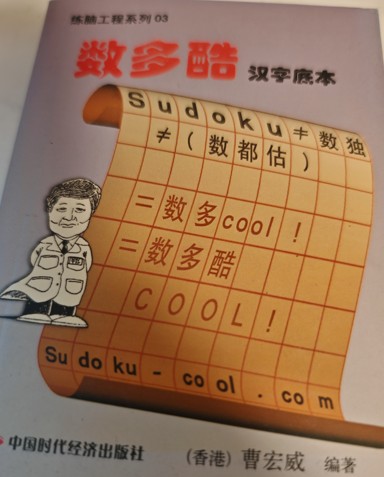 练脑工程系列03
数多酷 汉字底本
Sudoku≠数独
≠(数都估)
=数多cool!
=数多酷
COOL!
Sudoku-cool.com
中国时代经济出版社 (香港) 曹宏威 编著